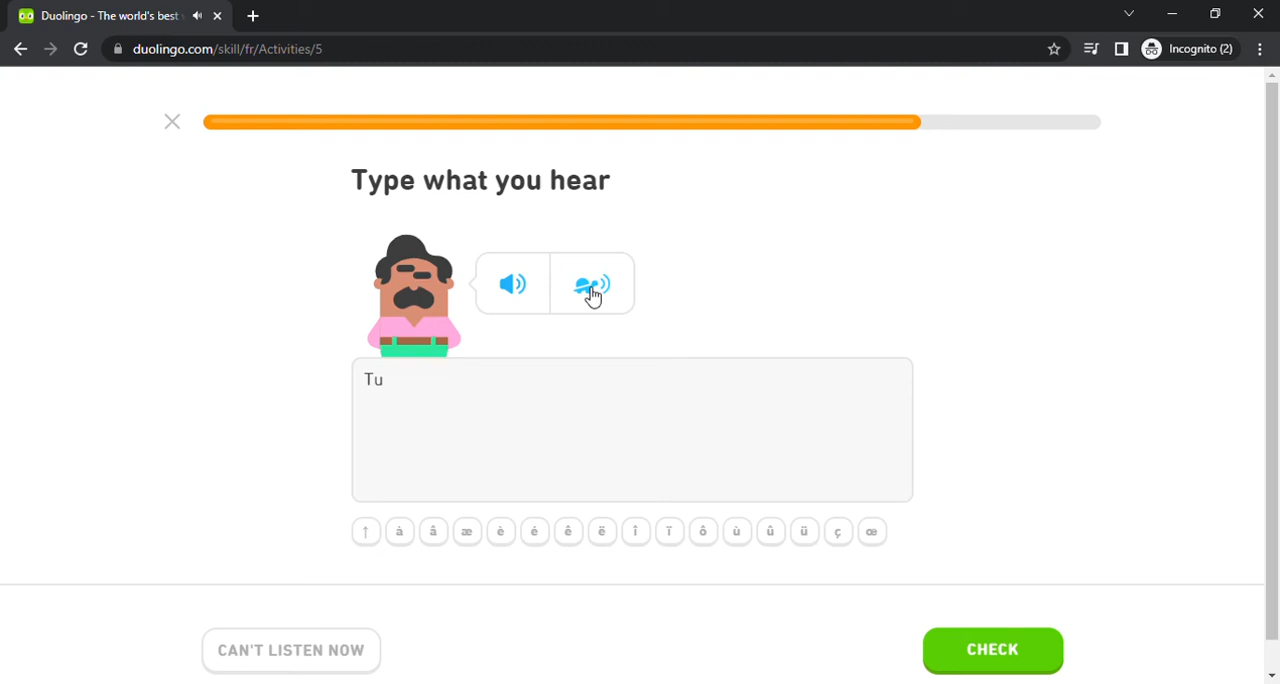 Duolingo - The world's best
duolingo.com/skill/fr/Activities/5
Incognito (2)
Type what you hear
Tu
↑ à â æ è é ê ë î ï ô ù û ü ç œ
CAN'T LISTEN NOW
CHECK